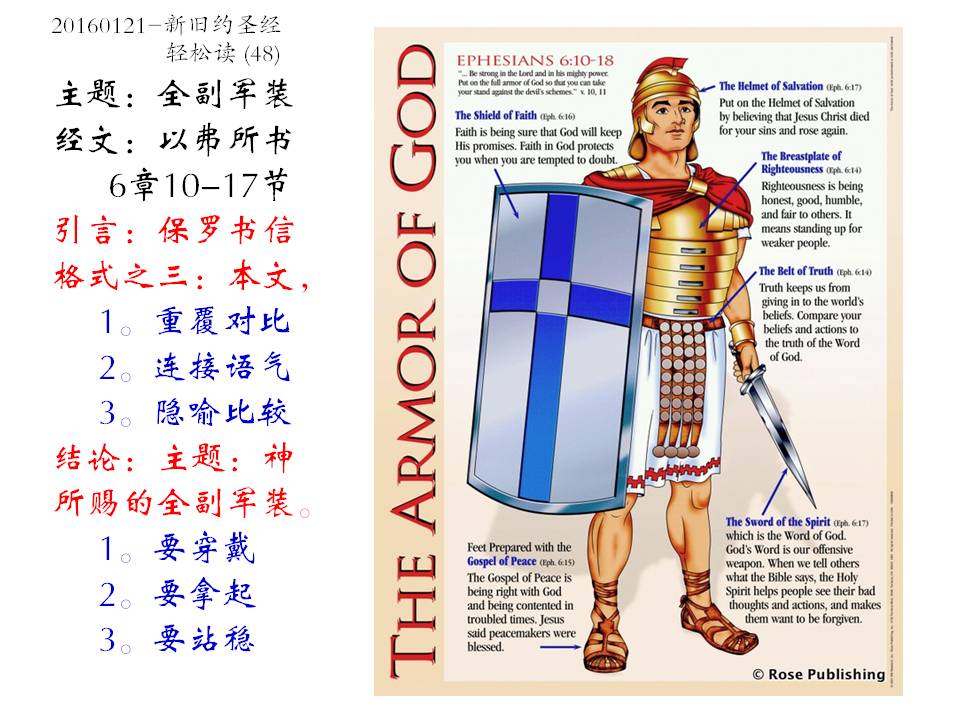 20160121-新旧约圣经
轻松读 (48)
主题：全副军装
经文：以弗所书
6章10-17节
引言：保罗书信
格式之三：本文，
1。重覆对比
2。连接语气
3。隐喻比较
结论：主题：神
所赐的全副军装。
1。要穿戴
2。要拿起
3。要站稳
THE ARMOR OF GOD
EPHESIANS 6:10-18
"... Be strong in the Lord and in his mighty power.
Put on the full armor of God so that you can take
your stand against the devil's schemes." v. 10, 11
The Shield of Faith (Eph. 6:16)
Faith is being sure that God will keep
His promises. Faith in God protects
you when you are tempted to doubt.
The Helmet of Salvation (Eph. 6:17)
Put on the Helmet of Salvation
by believing that Jesus Christ died
for your sins and rose again.
The Breastplate of
Righteousness (Eph. 6:14)
Righteousness is being
honest, good, humble,
and fair to others. It
means standing up for
weaker people.
The Belt of Truth (Eph. 6:14)
Truth keeps us from
giving in to the world's
beliefs. Compare your
beliefs and actions to
the truth of the Word
of God.
The Sword of the Spirit (Eph. 6:17)
which is the Word of God.
God's Word is our offensive
weapon. When we tell others
what the Bible says, the Holy
Spirit helps people see their bad
thoughts and actions, and makes
them want to be forgiven.
Feet Prepared with the
Gospel of Peace (Eph. 6:15)
The Gospel of Peace is
being right with God
and being contented in
troubled times. Jesus
said peacemakers were
blessed.
© Rose Publishing